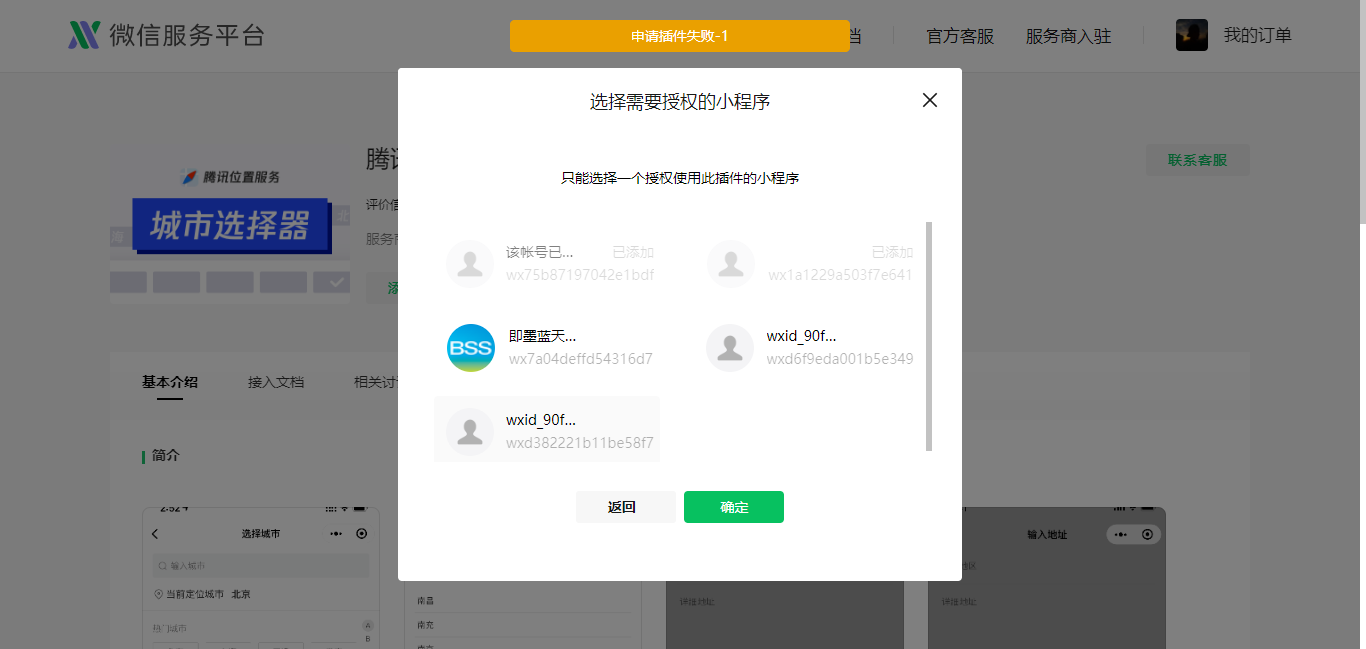 微信服务平台
申请插件失败-1
档
官方客服
服务商入驻
我的订单
选择需要授权的小程序
腾讯
联系客服
腾讯位置服务
只能选择一个授权使用此插件的小程序
评价信
城市选择器
北
海
服务商
该帐号已...
已添加
wx75b87197042e1bdf
已添加
wx1a1229a503f7e641
添
BSS
即墨蓝天...
wx7a04deffd54316d7
wxid_90f...
wxd6f9eda001b5e349
基本介绍
接入文档
相关讨
wxid_90f...
wxd382221b11be58f7
简介
返回
确定
2:52
选择城市
输入地址
输入城市
地区
当前定位城市
北京
南昌
详细地址
详细地址
热门城市
A
B
南充